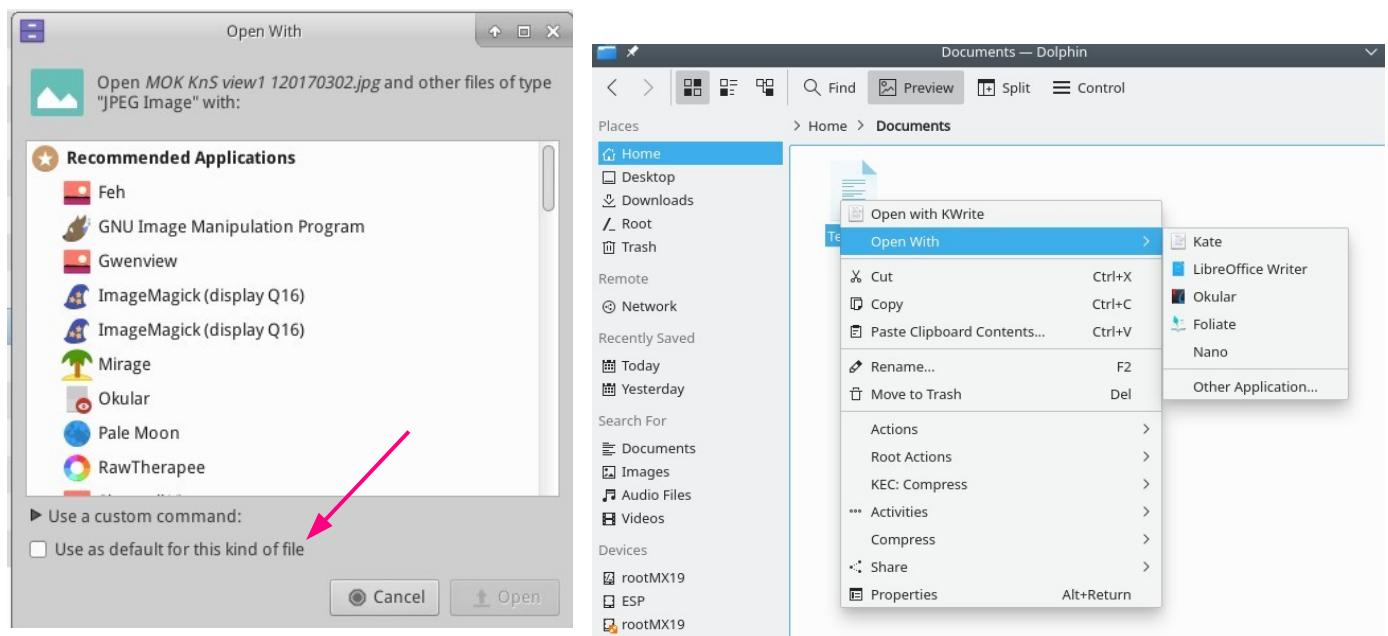 Open With
Open MOK KnS view1 120170302.jpg and other files of type
"JPEG Image" with:
Recommended Applications
Feh
GNU Image Manipulation Program
Gwenview
ImageMagick (display Q16)
ImageMagick (display Q16)
Mirage
Okular
Pale Moon
RawTherapee
Use a custom command:
Use as default for this kind of file
Cancel
Open
Documents — Dolphin
Find
Preview
Split
Control
Places
Home
Desktop
Downloads
Root
Trash
Remote
Network
Recently Saved
Today
Yesterday
Search For
Documents
Images
Audio Files
Videos
Devices
rootMX19
ESP
rootMX19
> Home > Documents
Te
Open with KWrite
Open With
Cut Ctrl+X
Copy Ctrl+C
Paste Clipboard Contents... Ctrl+V
Rename... F2
Move to Trash Del
Actions
Root Actions
KEC: Compress
Activities
Compress
Share
Properties Alt+Return
Kate
LibreOffice Writer
Okular
Foliate
Nano
Other Application...